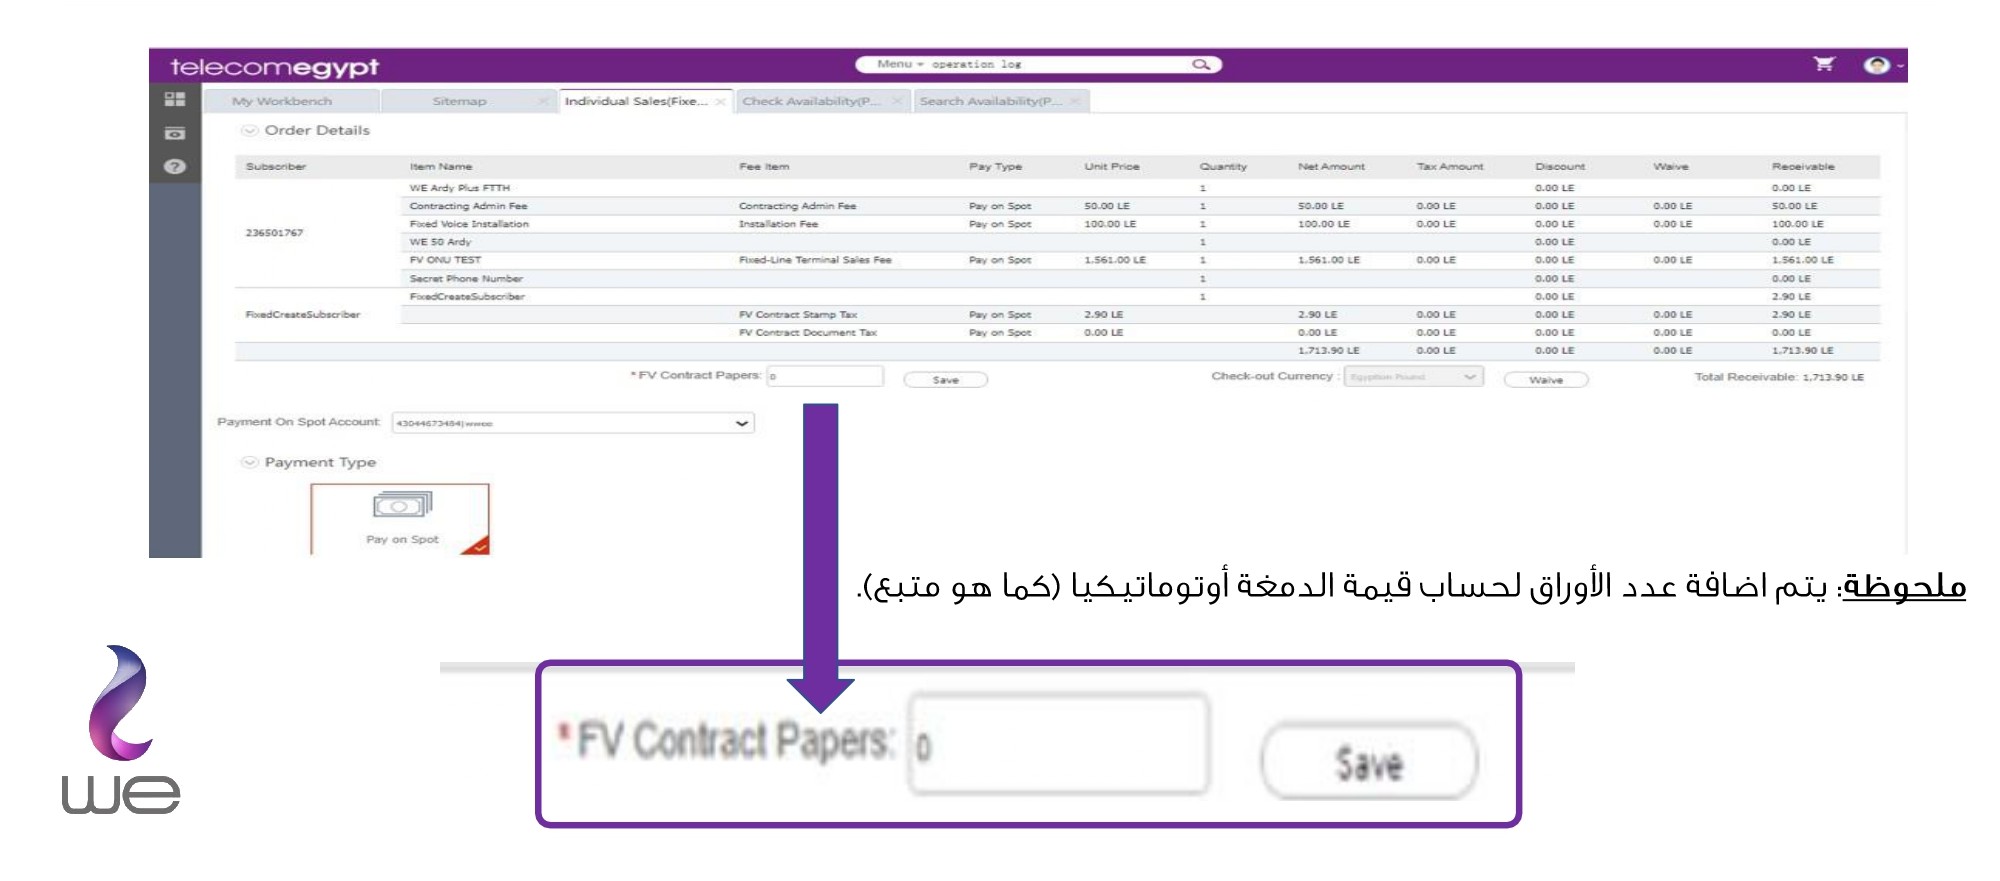 telecomegypt
Menu operation log
My Workbench Sitemap Individual Sales(Fixe... Check Availability(P... Search Availability(P...
Order Details
Subscriber Item Name Fee Item Pay Type Unit Price Quantity Net Amount Tax Amount Discount Waive Receivable
WE Ardy Plus FTTH 1 0.00 LE 0.00 LE
Contracting Admin Fee Contracting Admin Fee Pay on Spot 50.00 LE 1 50.00 LE 0.00 LE 0.00 LE 0.00 LE 50.00 LE
Fixed Voice Installation Installation Fee Pay on Spot 100.00 LE 1 100.00 LE 0.00 LE 0.00 LE 0.00 LE 100.00 LE
236501767
WE 50 Ardy 1 0.00 LE 0.00 LE
FV ONU TEST Fixed-Line Terminal Sales Fee Pay on Spot 1,561.00 LE 1 1,561.00 LE 0.00 LE 0.00 LE 0.00 LE 1,561.00 LE
Secret Phone Number 1 0.00 LE 0.00 LE
FixedCreateSubscriber 1 0.00 LE 2.90 LE
FixedCreateSubscriber FV Contract Stamp Tax Pay on Spot 2.90 LE 2.90 LE 0.00 LE 0.00 LE 0.00 LE 2.90 LE
FV Contract Document Tax Pay on Spot 0.00 LE 0.00 LE 0.00 LE 0.00 LE 0.00 LE 0.00 LE
1,713.90 LE 0.00 LE 0.00 LE 0.00 LE 1,713.90 LE
*FV Contract Papers: 0 Save Check-out Currency : Egyptian Pound Waive Total Receivable: 1,713.90 LE
Payment On Spot Account:
Payment Type
Pay on Spot
ملحوظة: يتم اضافة عدد الأوراق لحساب قيمة الدمغة أوتوماتيكيا (كما هو متبع).
*FV Contract Papers: 0 Save
we